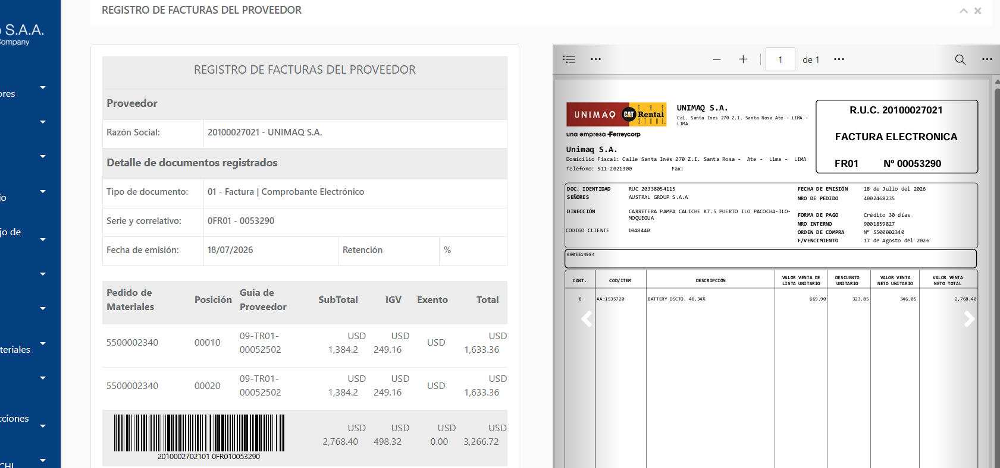 REGISTRO DE FACTURAS DEL PROVEEDOR
S.A.A.
Company
ores
jo
jo de
teriales
cciones
CHI
REGISTRO DE FACTURAS DEL PROVEEDOR
Proveedor
Razón Social: 20100027021 - UNIMAQ S.A.
Detalle de documentos registrados
Tipo de documento: 01 - Factura | Comprobante Electrónico
Serie y correlativo: 0FR01 - 0053290
Fecha de emisión: 18/07/2026 Retención %
Pedido de Materiales Posición Guia de Proveedor SubTotal IGV Exento Total
5500002340 00010 09-TR01-00052502 USD 1,384.2 USD 249.16 USD USD 1,633.36
5500002340 00020 09-TR01-00052502 USD 1,384.2 USD 249.16 USD USD 1,633.36
USD 2,768.40 USD 498.32 USD 0.00 USD 3,266.72
2010002702101 0FR010053290
1 de 1
UNIMAQ CAT THE Rental STORE.
una empresa Ferreycorp
UNIMAQ S.A.
Cal. Santa Ines 270 Z.I. Santa Rosa Ate - LIMA -
LIMA
Unimaq S.A.
Domicilio Fiscal: Calle Santa Inés 270 Z.I. Santa Rosa - Ate - Lima - LIMA
Teléfono: 511-2021300 Fax:
R.U.C. 20100027021
FACTURA ELECTRONICA
FR01 Nº 00053290
DOC. IDENTIDAD RUC 20338054115
SEÑORES AUSTRAL GROUP S.A.A
DIRECCIÓN CARRETERA PAMPA CALICHE K7.5 PUERTO ILO PACOCHA-ILO-
MOQUEGUA
CODIGO CLIENTE 1048440
FECHA DE EMISIÓN 18 de Julio del 2026
NRO DE PEDIDO 4002468235
FORMA DE PAGO Crédito 30 días
NRO INTERNO 9001859827
ORDEN DE COMPRA Nº 5500002340
F/VENCIMIENTO 17 de Agosto del 2026
6005514984
CANT. COD/ITEM DESCRIPCIÓN VALOR VENTA DE LISTA UNITARIO DESCUENTO UNITARIO VALOR VENTA NETO UNITARIO VALOR VENTA NETO TOTAL
8 AA:1535720 BATTERY DSCTO. 48.34% 669.90 323.85 346.05 2,768.40